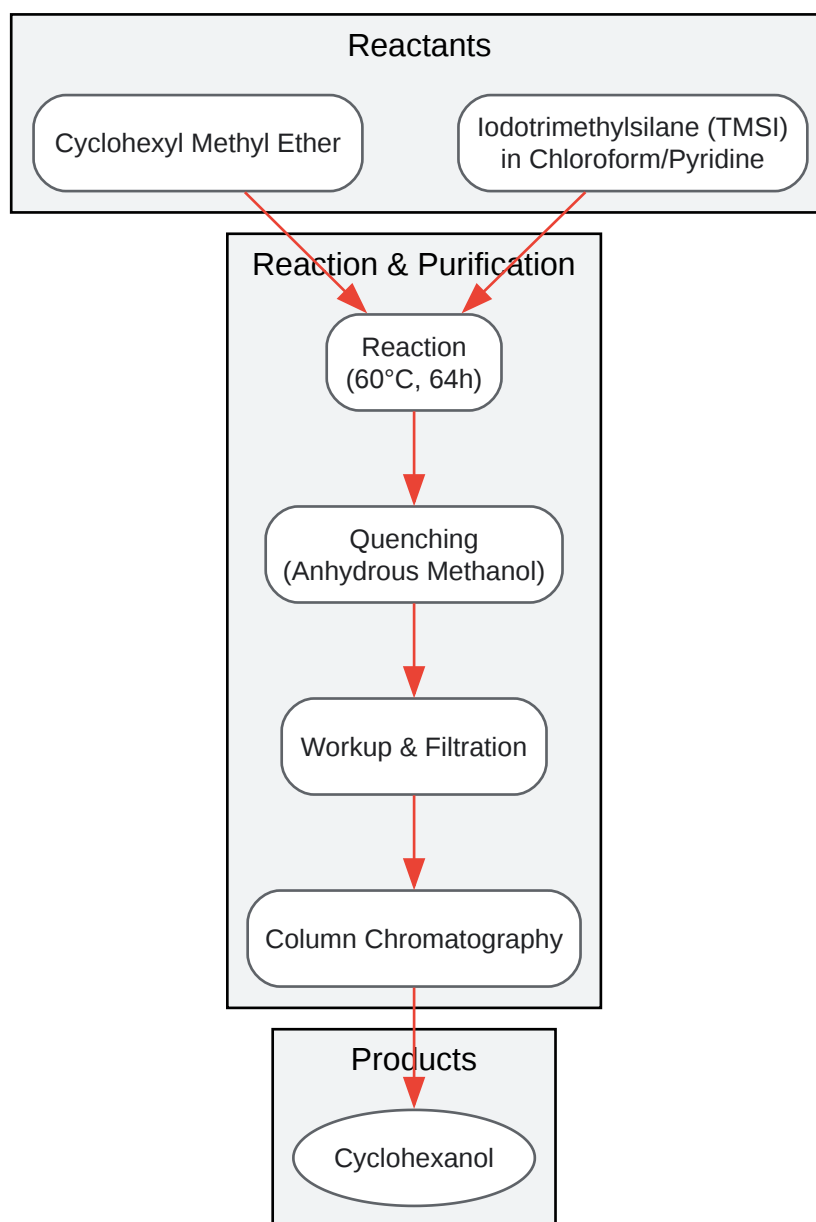 Reactants
Cyclohexyl Methyl Ether
Iodotrimethylsilane (TMSI)
in Chloroform/Pyridine
Reaction & Purification
Reaction
(60°C, 64h)
Quenching
(Anhydrous Methanol)
Workup & Filtration
Column Chromatography
Products
Cyclohexanol